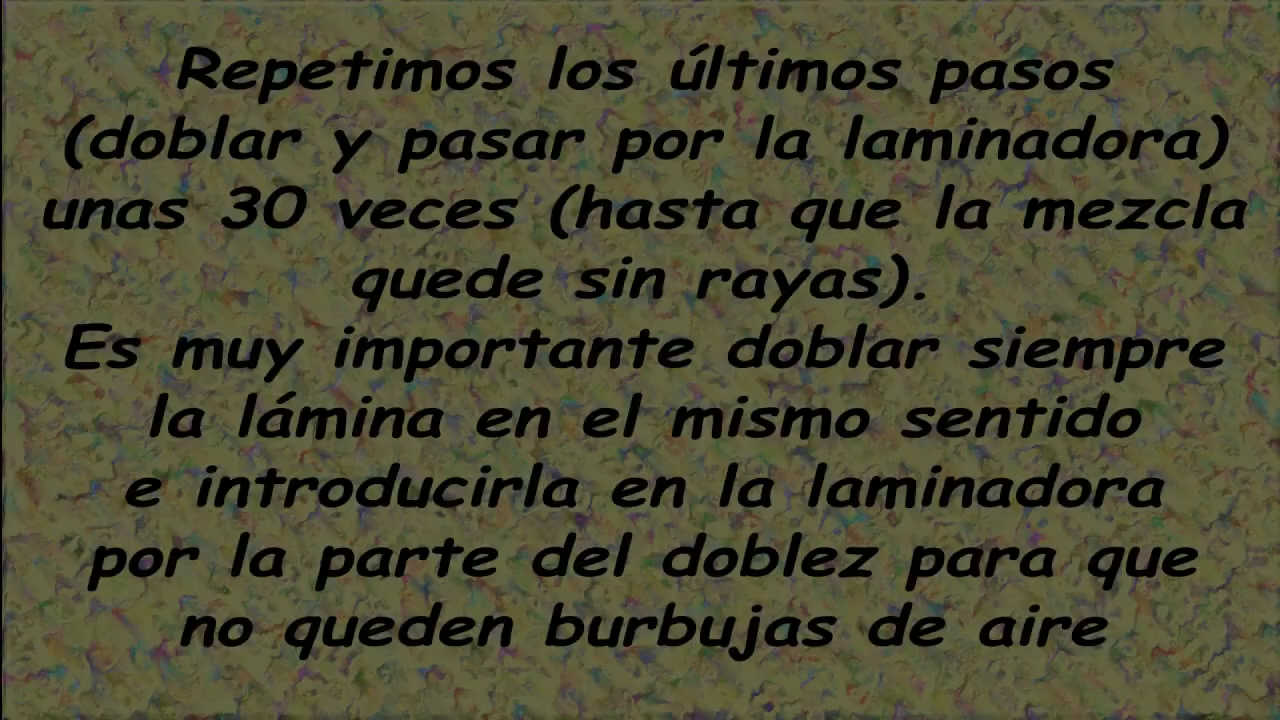 Repetimos los últimos pasos
(doblar y pasar por la laminadora)
unas 30 veces (hasta que la mezcla
quede sin rayas).
Es muy importante doblar siempre
la lámina en el mismo sentido
e introducirla en la laminadora
por la parte del doblez para que
no queden burbujas de aire